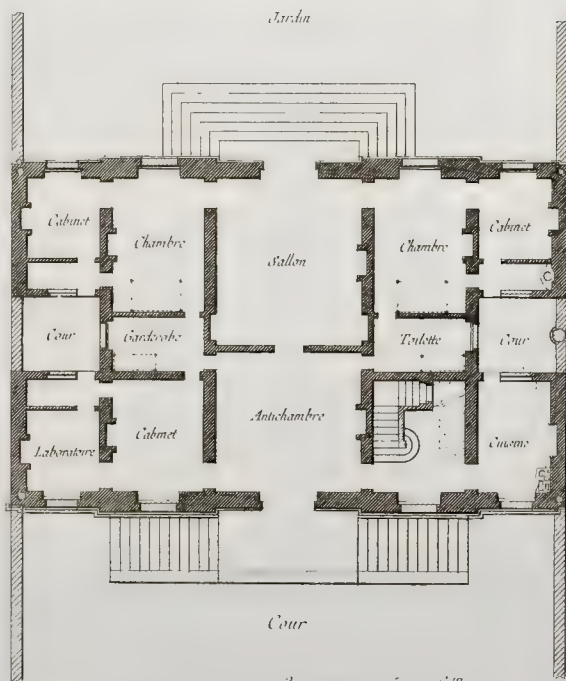 Jardin
Cabinet
Chambre
Sallon
Chambre
Cabinet
Cour
Garderobe
Toilette
Cour
Antichambre
Laboratoire
Cabinet
Cuisine
Cour